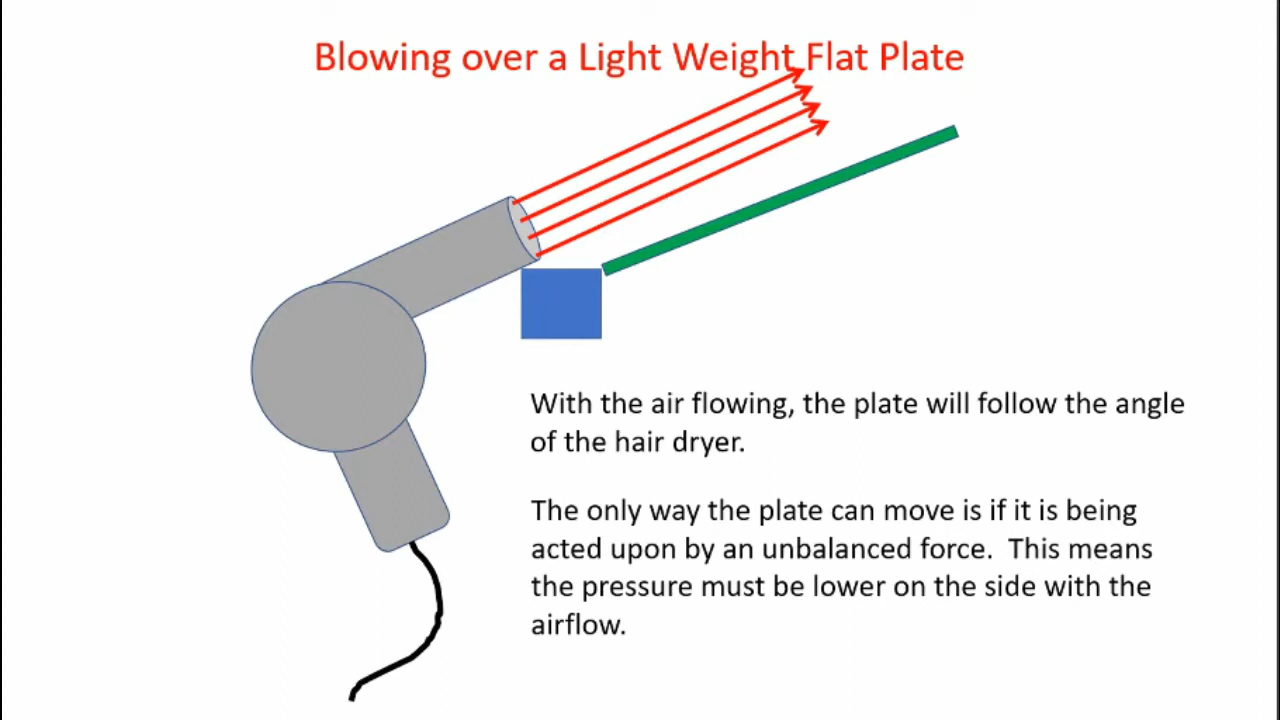 Blowing over a Light Weight Flat Plate
With the air flowing, the plate will follow the angle
of the hair dryer.
The only way the plate can move is if it is being
acted upon by an unbalanced force.  This means
the pressure must be lower on the side with the
airflow.